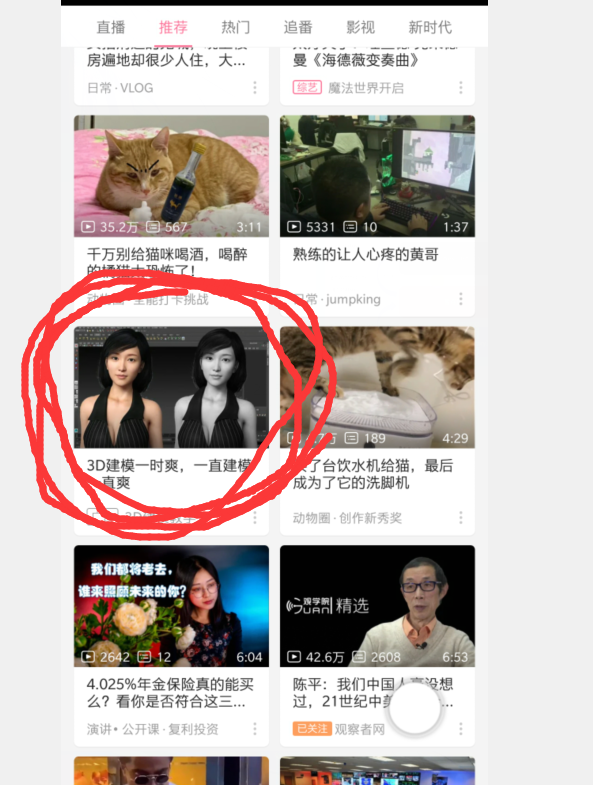 直播 推荐 热门 追番 影视 新时代
房遍地却很少人住，大...
日常 · VLOG
曼《海德薇变奏曲》
综艺 魔法世界开启
35.2万 567 3:11
千万别给猫咪喝酒，喝醉
的橘猫太恐怖了！
动物圈 · 全能打卡挑战
5331 10 1:37
熟练的让人心疼的黄哥
日常 · jumpking
3D建模一时爽，一直建模
一直爽
189 4:29
了台饮水机给猫，最后
成为了它的洗脚机
动物圈 · 创作新秀奖
我们都将老去，
谁来照顾未来的你？
2642 12 6:04
4.025%年金保险真的能买
么？看你是否符合这三...
演讲• 公开课 · 复利投资
观学院 GUAN 精选
42.6万 2608 6:53
陈平：我们中国人真没想
过，21世纪中美
已关注 观察者网